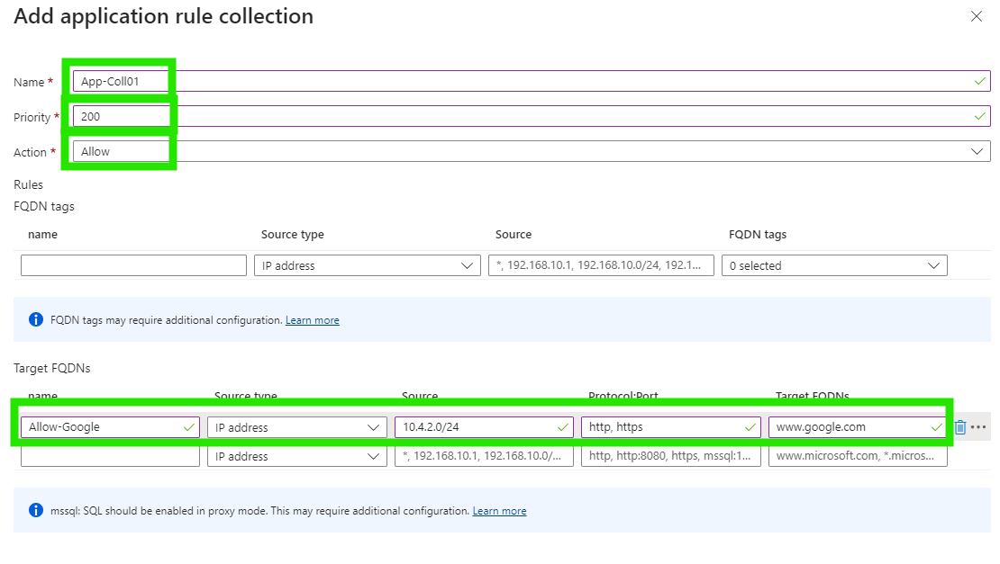 Add application rule collection
Name * App-Coll01
Priority * 200
Action * Allow
Rules
FQDN tags
name Source type Source FQDN tags
IP address *, 192.168.10.1, 192.168.10.0/24, 192.1... 0 selected
FQDN tags may require additional configuration. Learn more
Target FQDNs
name Source type Source Protocol:Port Target FQDNs
Allow-Google IP address 10.4.2.0/24 http, https www.google.com
IP address *, 192.168.10.1, 192.168.10.0/... http, http:8080, https, mssql:1... www.microsoft.com, *.micros...
mssql: SQL should be enabled in proxy mode. This may require additional configuration. Learn more